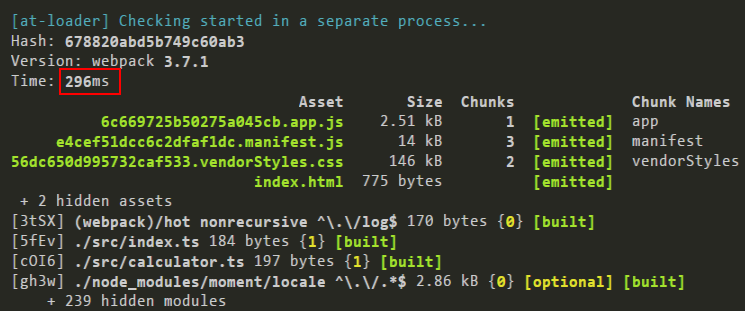 [at-loader] Checking started in a separate process...
Hash: 678820abd5b749c60ab3
Version: webpack 3.7.1
Time: 296ms
Asset Size Chunks Chunk Names
6c669725b50275a045cb.app.js 2.51 kB 1 [emitted] app
e4cef51dcc6c2dfaf1dc.manifest.js 14 kB 3 [emitted] manifest
56dc650d995732caf533.vendorStyles.css 146 kB 2 [emitted] vendorStyles
index.html 775 bytes [emitted]
+ 2 hidden assets
[3tSX] (webpack)/hot nonrecursive ^\.\/log$ 170 bytes {0} [built]
[5fEv] ./src/index.ts 184 bytes {1} [built]
[cOI6] ./src/calculator.ts 197 bytes {1} [built]
[gh3w] ./node_modules/moment/locale ^\.\/.*$ 2.86 kB {0} [optional] [built]
+ 239 hidden modules